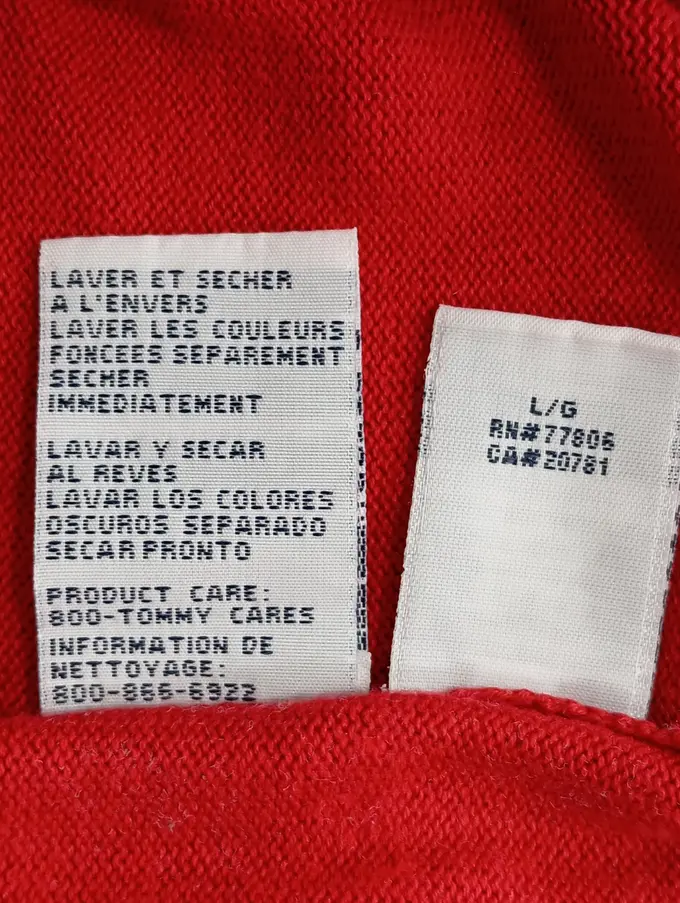 LAVER ET SECHER
A L'ENVERS
LAVER LES COULEURS
FONCEES SEPAREMENT
SECHER
IMMEDIATEMENT
LAVAR Y SECAR
AL REVES
LAVAR LOS COLORES
OSCUROS SEPARADO
SECAR PRONTO
PRODUCT CARE:
800-TOMMY CARES
INFORMATION DE
NETTOYAGE:
800-866-6322
L/G
RN#77806
CA#20781